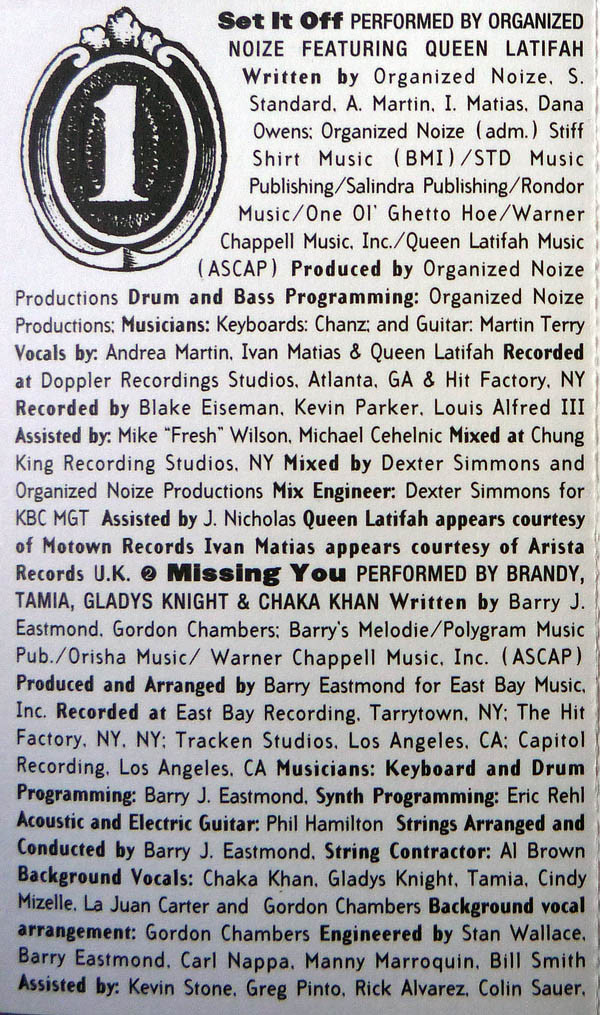 Set It Off PERFORMED BY ORGANIZED
NOIZE FEATURING QUEEN LATIFAH
Written by Organized Noize, S.
Standard, A. Martin, I. Matias, Dana
Owens; Organized Noize (adm.) Stiff
Shirt Music (BMI)/STD Music
Publishing/Salindra Publishing/Rondor
Music/One Ol' Ghetto Hoe/Warner
Chappell Music, Inc./Queen Latifah Music
(ASCAP) Produced by Organized Noize
1
Productions Drum and Bass Programming: Organized Noize
Productions; Musicians: Keyboards: Chanz; and Guitar: Martin Terry
Vocals by: Andrea Martin, Ivan Matias & Queen Latifah Recorded
at Doppler Recordings Studios, Atlanta, GA & Hit Factory, NY
Recorded by Blake Eiseman, Kevin Parker, Louis Alfred III
Assisted by: Mike "Fresh" Wilson, Michael Cehelnic Mixed at Chung
King Recording Studios, NY Mixed by Dexter Simmons and
Organized Noize Productions Mix Engineer: Dexter Simmons for
KBC MGT Assisted by J. Nicholas Queen Latifah appears courtesy
of Motown Records Ivan Matias appears courtesy of Arista
Records U.K. ❷ Missing You PERFORMED BY BRANDY,
TAMIA, GLADYS KNIGHT & CHAKA KHAN Written by Barry J.
Eastmond, Gordon Chambers; Barry's Melodie/Polygram Music
Pub./Orisha Music/ Warner Chappell Music, Inc. (ASCAP)
Produced and Arranged by Barry Eastmond for East Bay Music,
Inc. Recorded at East Bay Recording, Tarrytown, NY; The Hit
Factory, NY, NY; Tracken Studios, Los Angeles, CA; Capitol
Recording, Los Angeles, CA Musicians: Keyboard and Drum
Programming: Barry J. Eastmond, Synth Programming: Eric Rehl
Acoustic and Electric Guitar: Phil Hamilton Strings Arranged and
Conducted by Barry J. Eastmond, String Contractor: Al Brown
Background Vocals: Chaka Khan, Gladys Knight, Tamia, Cindy
Mizelle, La Juan Carter and Gordon Chambers Background vocal
arrangement: Gordon Chambers Engineered by Stan Wallace,
Barry Eastmond, Carl Nappa, Manny Marroquin, Bill Smith
Assisted by: Kevin Stone, Greg Pinto, Rick Alvarez, Colin Sauer,